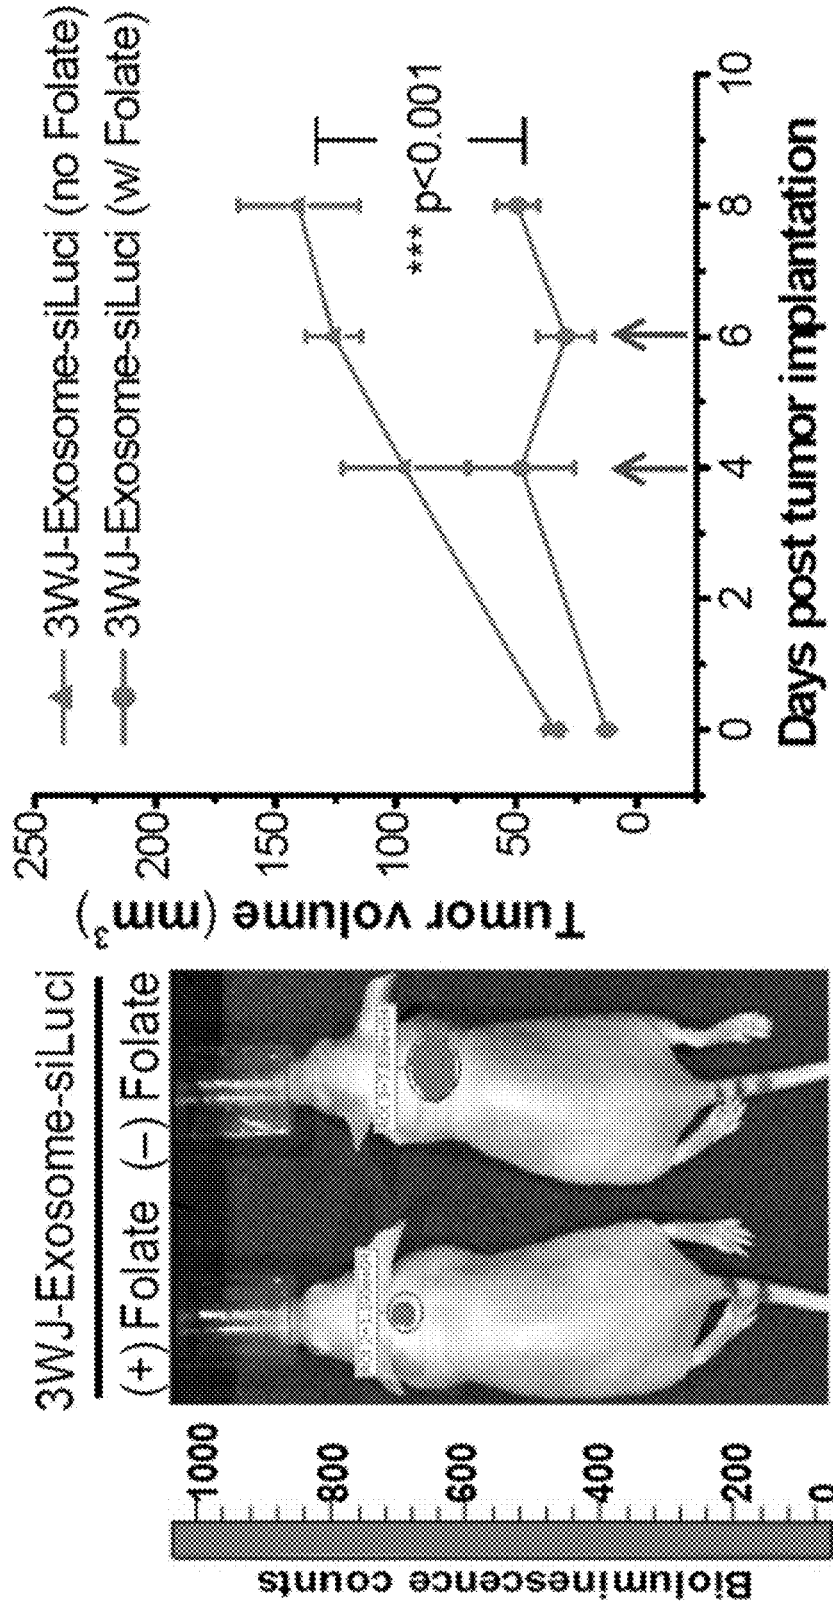 3WJ-Exosome-siLuci
(+) Folate (–) Folate
Bioluminescence counts
1000
800
600
400
200
0
3WJ-Exosome-siLuci (no Folate)
3WJ-Exosome-siLuci (w/ Folate)
Tumor volume (mm³)
250
200
150
100
50
0
*** p<0.001
0 2 4 6 8 10
Days post tumor implantation